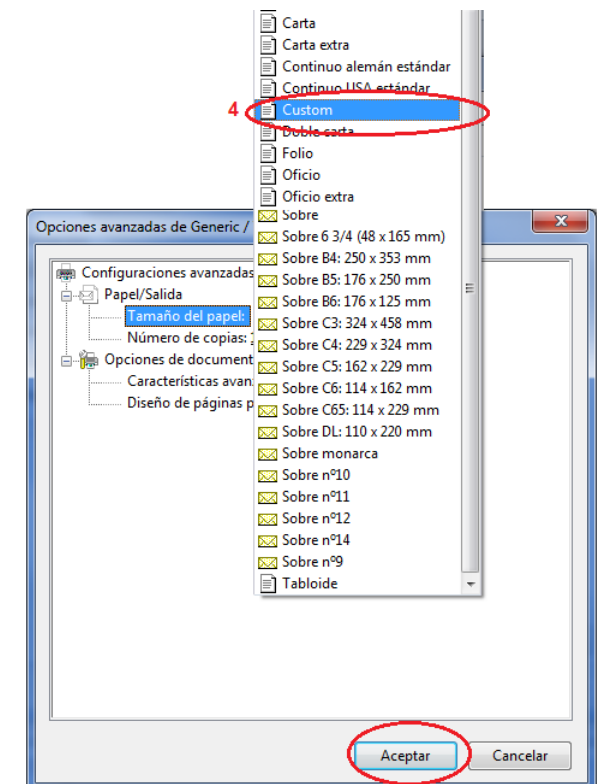 Carta
Carta extra
Continuo alemán estándar
Continuo USA estándar
4 Custom
Doble carta
Folio
Oficio
Oficio extra
Sobre
Opciones avanzadas de Generic /
Sobre 6 3/4 (48 x 165 mm)
Sobre B4: 250 x 353 mm
Configuraciones avanzadas
Sobre B5: 176 x 250 mm
Papel/Salida
Sobre B6: 176 x 125 mm
Tamaño del papel:
Sobre C3: 324 x 458 mm
Número de copias:
Sobre C4: 229 x 324 mm
Opciones de document
Sobre C5: 162 x 229 mm
Características avan
Sobre C6: 114 x 162 mm
Diseño de páginas p
Sobre C65: 114 x 229 mm
Sobre DL: 110 x 220 mm
Sobre monarca
Sobre nº10
Sobre nº11
Sobre nº12
Sobre nº14
Sobre nº9
Tabloide
Aceptar
Cancelar